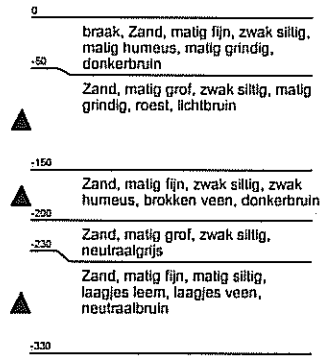 0
braak, Zand, matig fijn, zwak siltig,
matig humeus, matig grindig,
donkerbruin
-50
Zand, matig grof, zwak siltig, matig
grindig, roest, lichtbruin
-150
Zand, matig fijn, zwak siltig, zwak
humeus, brokken veen, donkerbruin
-200
Zand, matig grof, zwak siltig,
neutraalgrijs
-230
Zand, matig fijn, matig siltig,
laagjes leem, laagjes veen,
neutraalbruin
-330